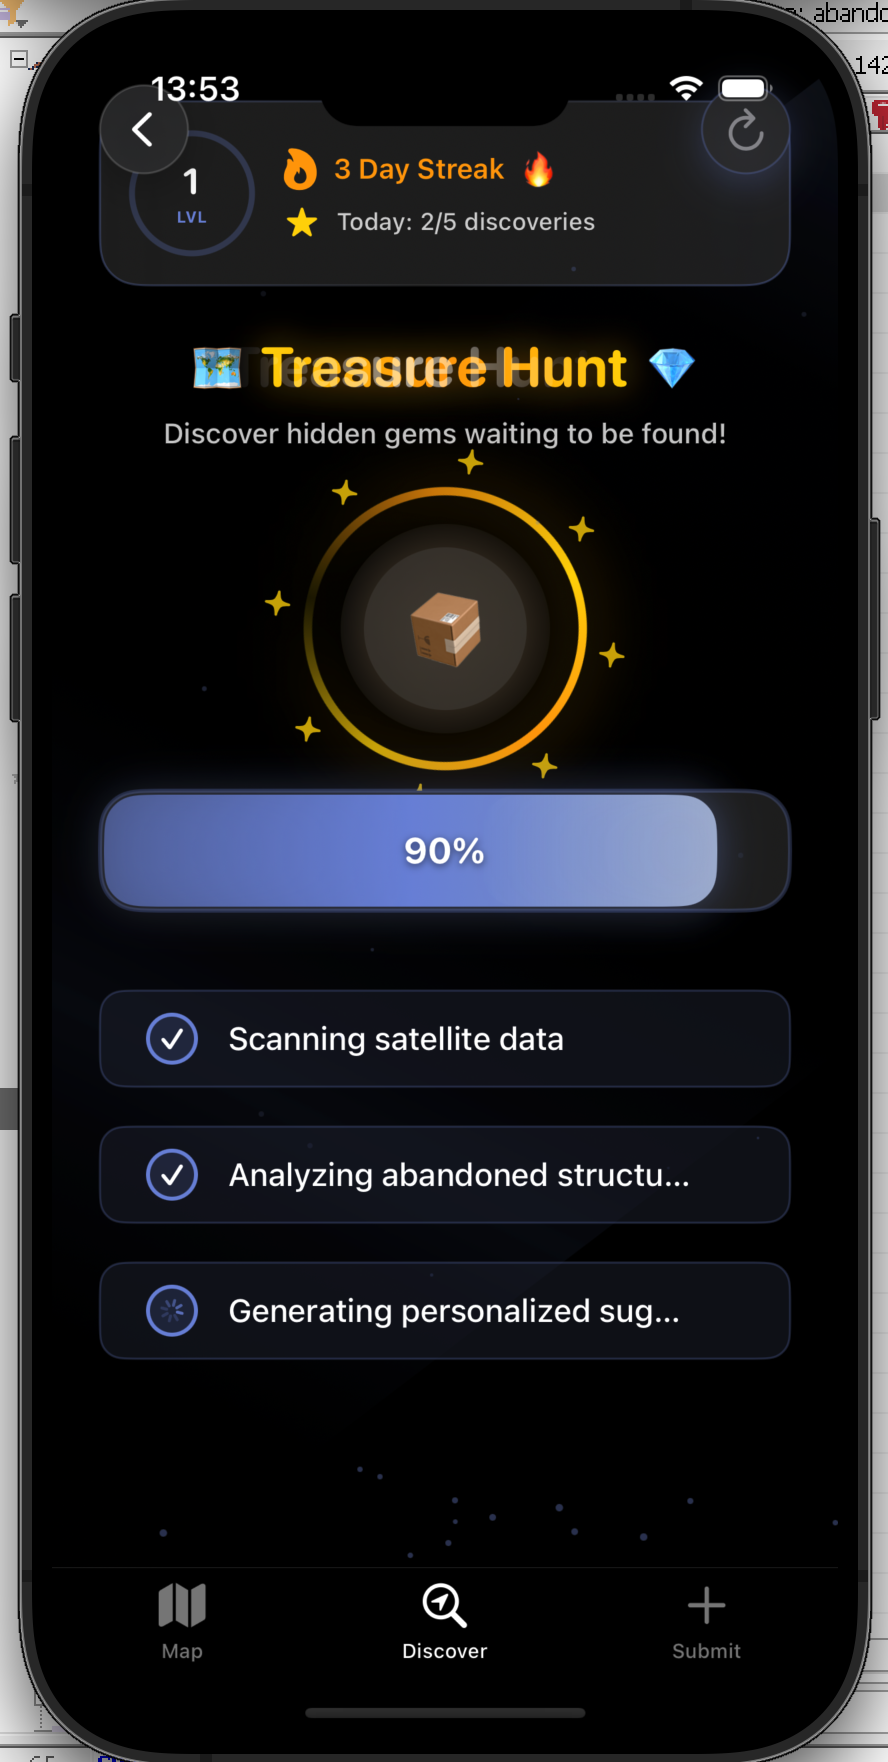 : abando
142
13:53
1
LVL
3 Day Streak 🔥
Today: 2/5 discoveries
🗺️ Treasure Hunt 💎
Discover hidden gems waiting to be found!
90%
Scanning satellite data
Analyzing abandoned structu...
Generating personalized sug...
Map
Discover
Submit
65